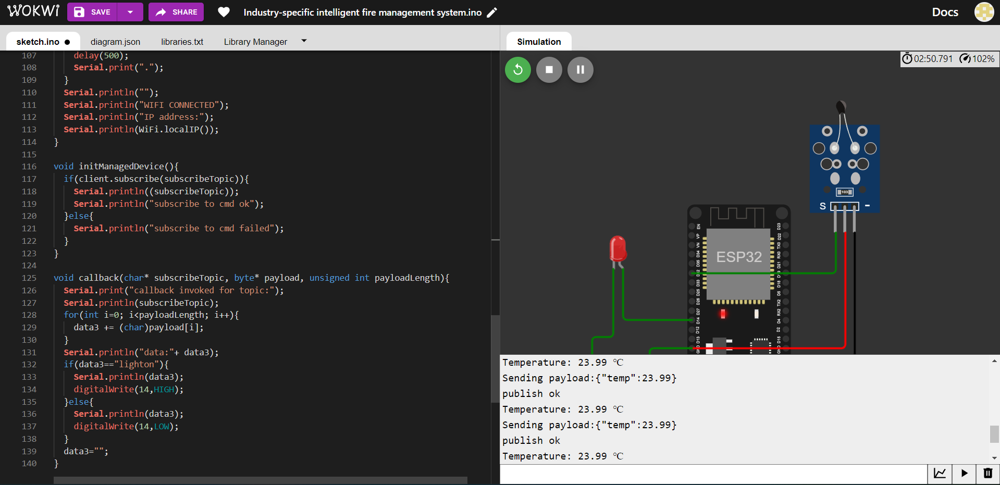 WOKWI SAVE SHARE Industry-specific intelligent fire management system.ino Docs
sketch.ino diagram.json libraries.txt Library Manager
Simulation
02:50.791 102%
107 delay(500);
108 Serial.print(".");
109 }
110 Serial.println("");
111 Serial.println("WIFI CONNECTED");
112 Serial.println("IP address:");
113 Serial.println(WiFi.localIP());
114 }
115
116 void initManagedDevice(){
117 if(client.subscribe(subscribeTopic)){
118 Serial.println((subscribeTopic));
119 Serial.println("subscribe to cmd ok");
120 }else{
121 Serial.println("subscribe to cmd failed");
122 }
123 }
124
125 void callback(char* subscribeTopic, byte* payload, unsigned int payloadLength){
126 Serial.print("callback invoked for topic:");
127 Serial.println(subscribeTopic);
128 for(int i=0; i<payloadLength; i++){
129 data3 += (char)payload[i];
130 }
131 Serial.println("data:"+ data3);
132 if(data3=="lighton"){
133 Serial.println(data3);
134 digitalWrite(14,HIGH);
135 }else{
136 Serial.println(data3);
137 digitalWrite(14,LOW);
138 }
139 data3="";
140 }
103
S -
ESP32
EN
VP
VN
D34
D35
D32
D33
D25
D26
D27
D14
D12
D13
GND
D23
D22
TX0
RX0
D21
D19
D18
D5
TX2
RX2
D4
D2
D15
Temperature: 23.99 ℃
Sending payload:{"temp":23.99}
publish ok
Temperature: 23.99 ℃
Sending payload:{"temp":23.99}
publish ok
Temperature: 23.99 ℃